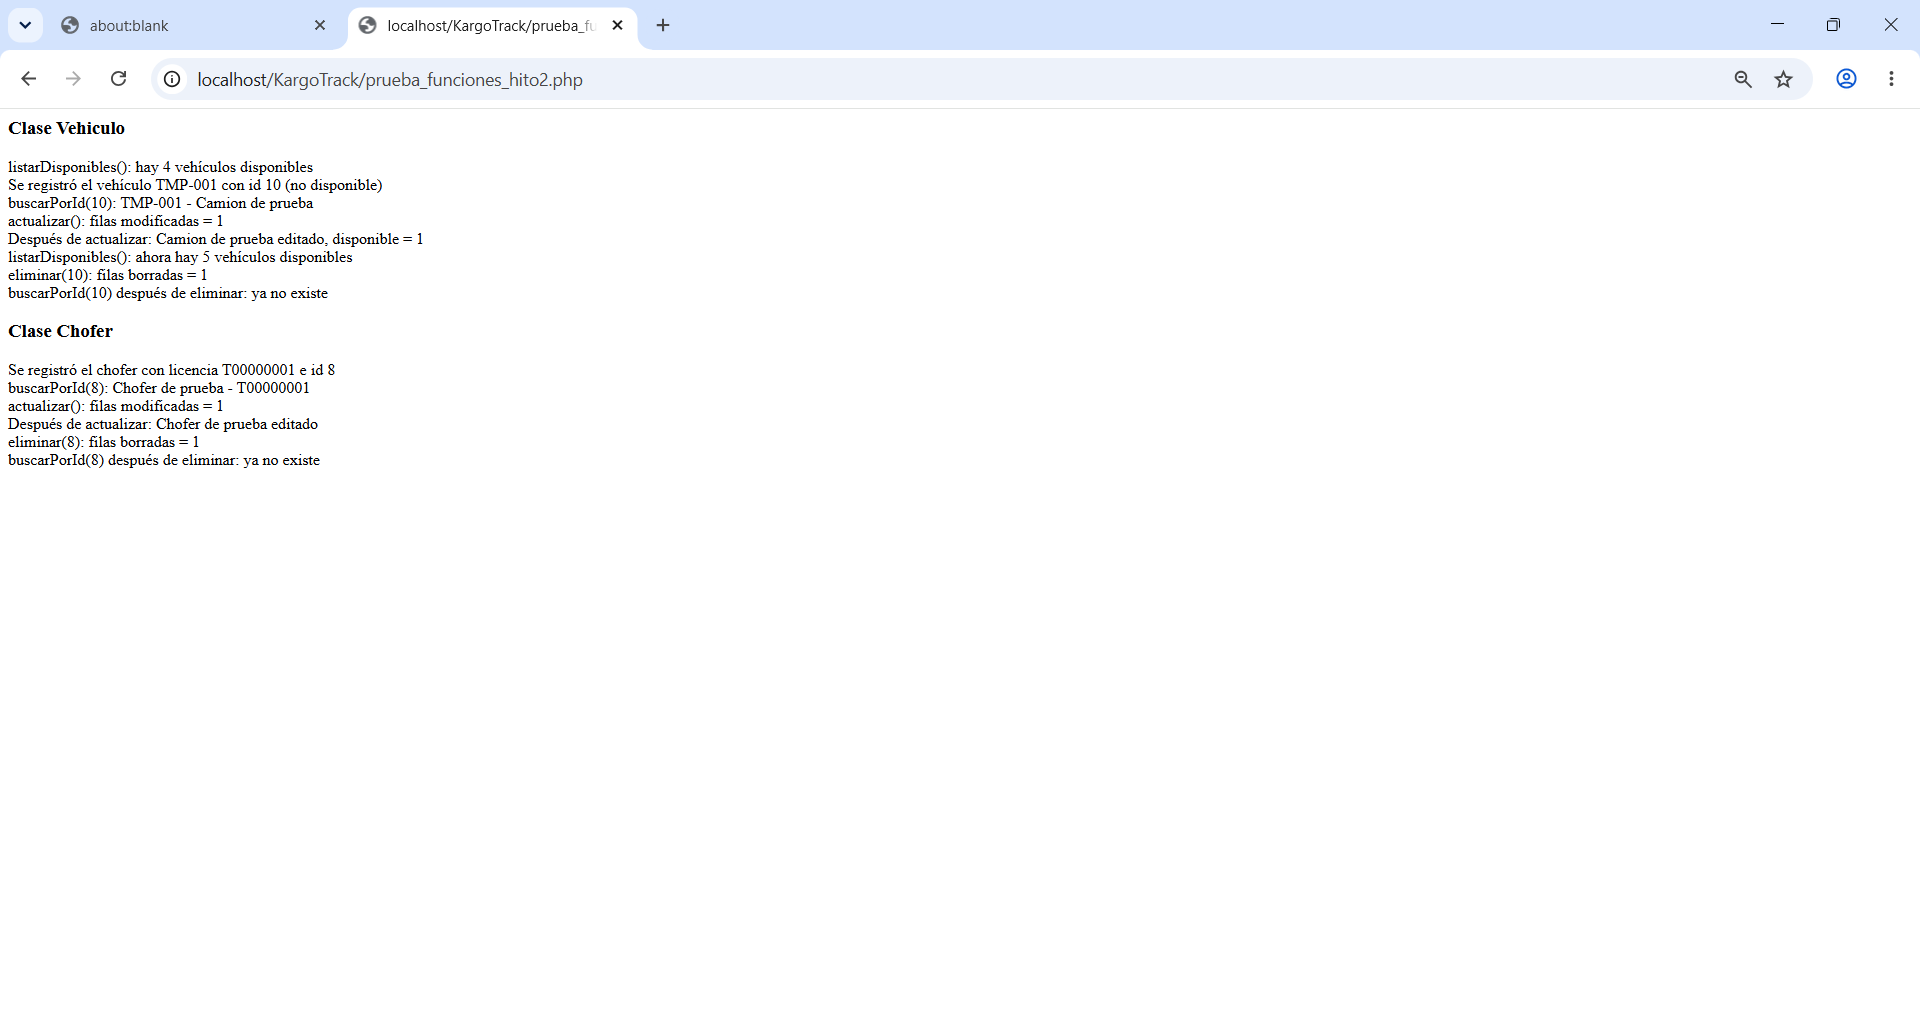 about:blank
localhost/KargoTrack/prueba_fu
localhost/KargoTrack/prueba_funciones_hito2.php
Clase Vehiculo
listarDisponibles(): hay 4 vehículos disponibles
Se registró el vehículo TMP-001 con id 10 (no disponible)
buscarPorId(10): TMP-001 - Camion de prueba
actualizar(): filas modificadas = 1
Después de actualizar: Camion de prueba editado, disponible = 1
listarDisponibles(): ahora hay 5 vehículos disponibles
eliminar(10): filas borradas = 1
buscarPorId(10) después de eliminar: ya no existe
Clase Chofer
Se registró el chofer con licencia T00000001 e id 8
buscarPorId(8): Chofer de prueba - T00000001
actualizar(): filas modificadas = 1
Después de actualizar: Chofer de prueba editado
eliminar(8): filas borradas = 1
buscarPorId(8) después de eliminar: ya no existe